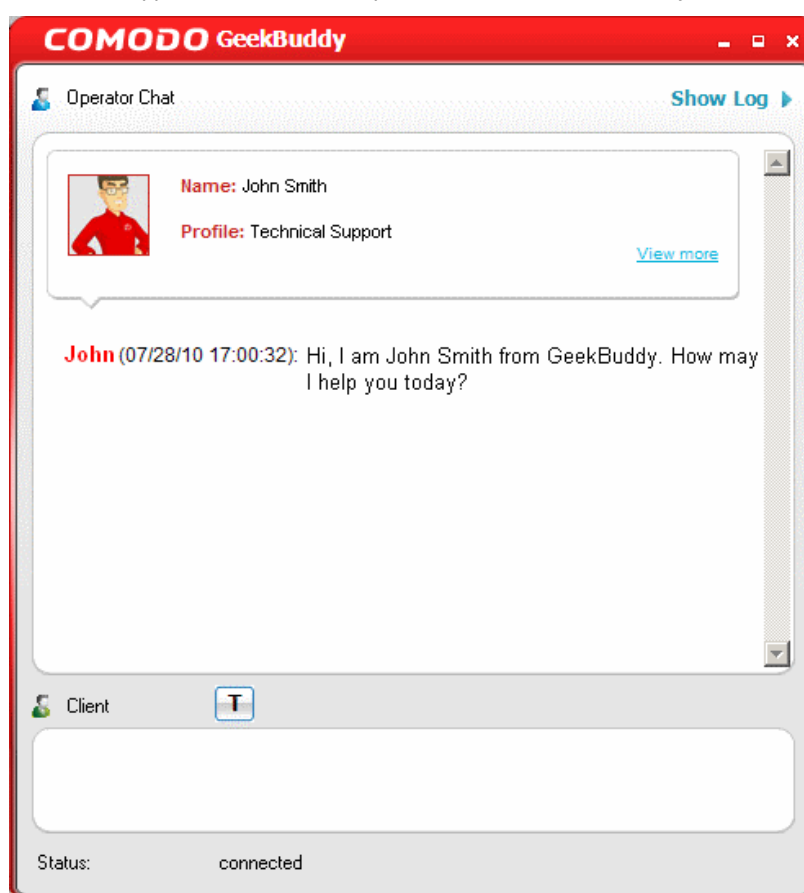 COMODO GeekBuddy
Operator Chat
Show Log
Name: John Smith
Profile: Technical Support
View more
John (07/28/10 17:00:32): Hi, I am John Smith from GeekBuddy. How may
I help you today?
Client
T
Status: connected